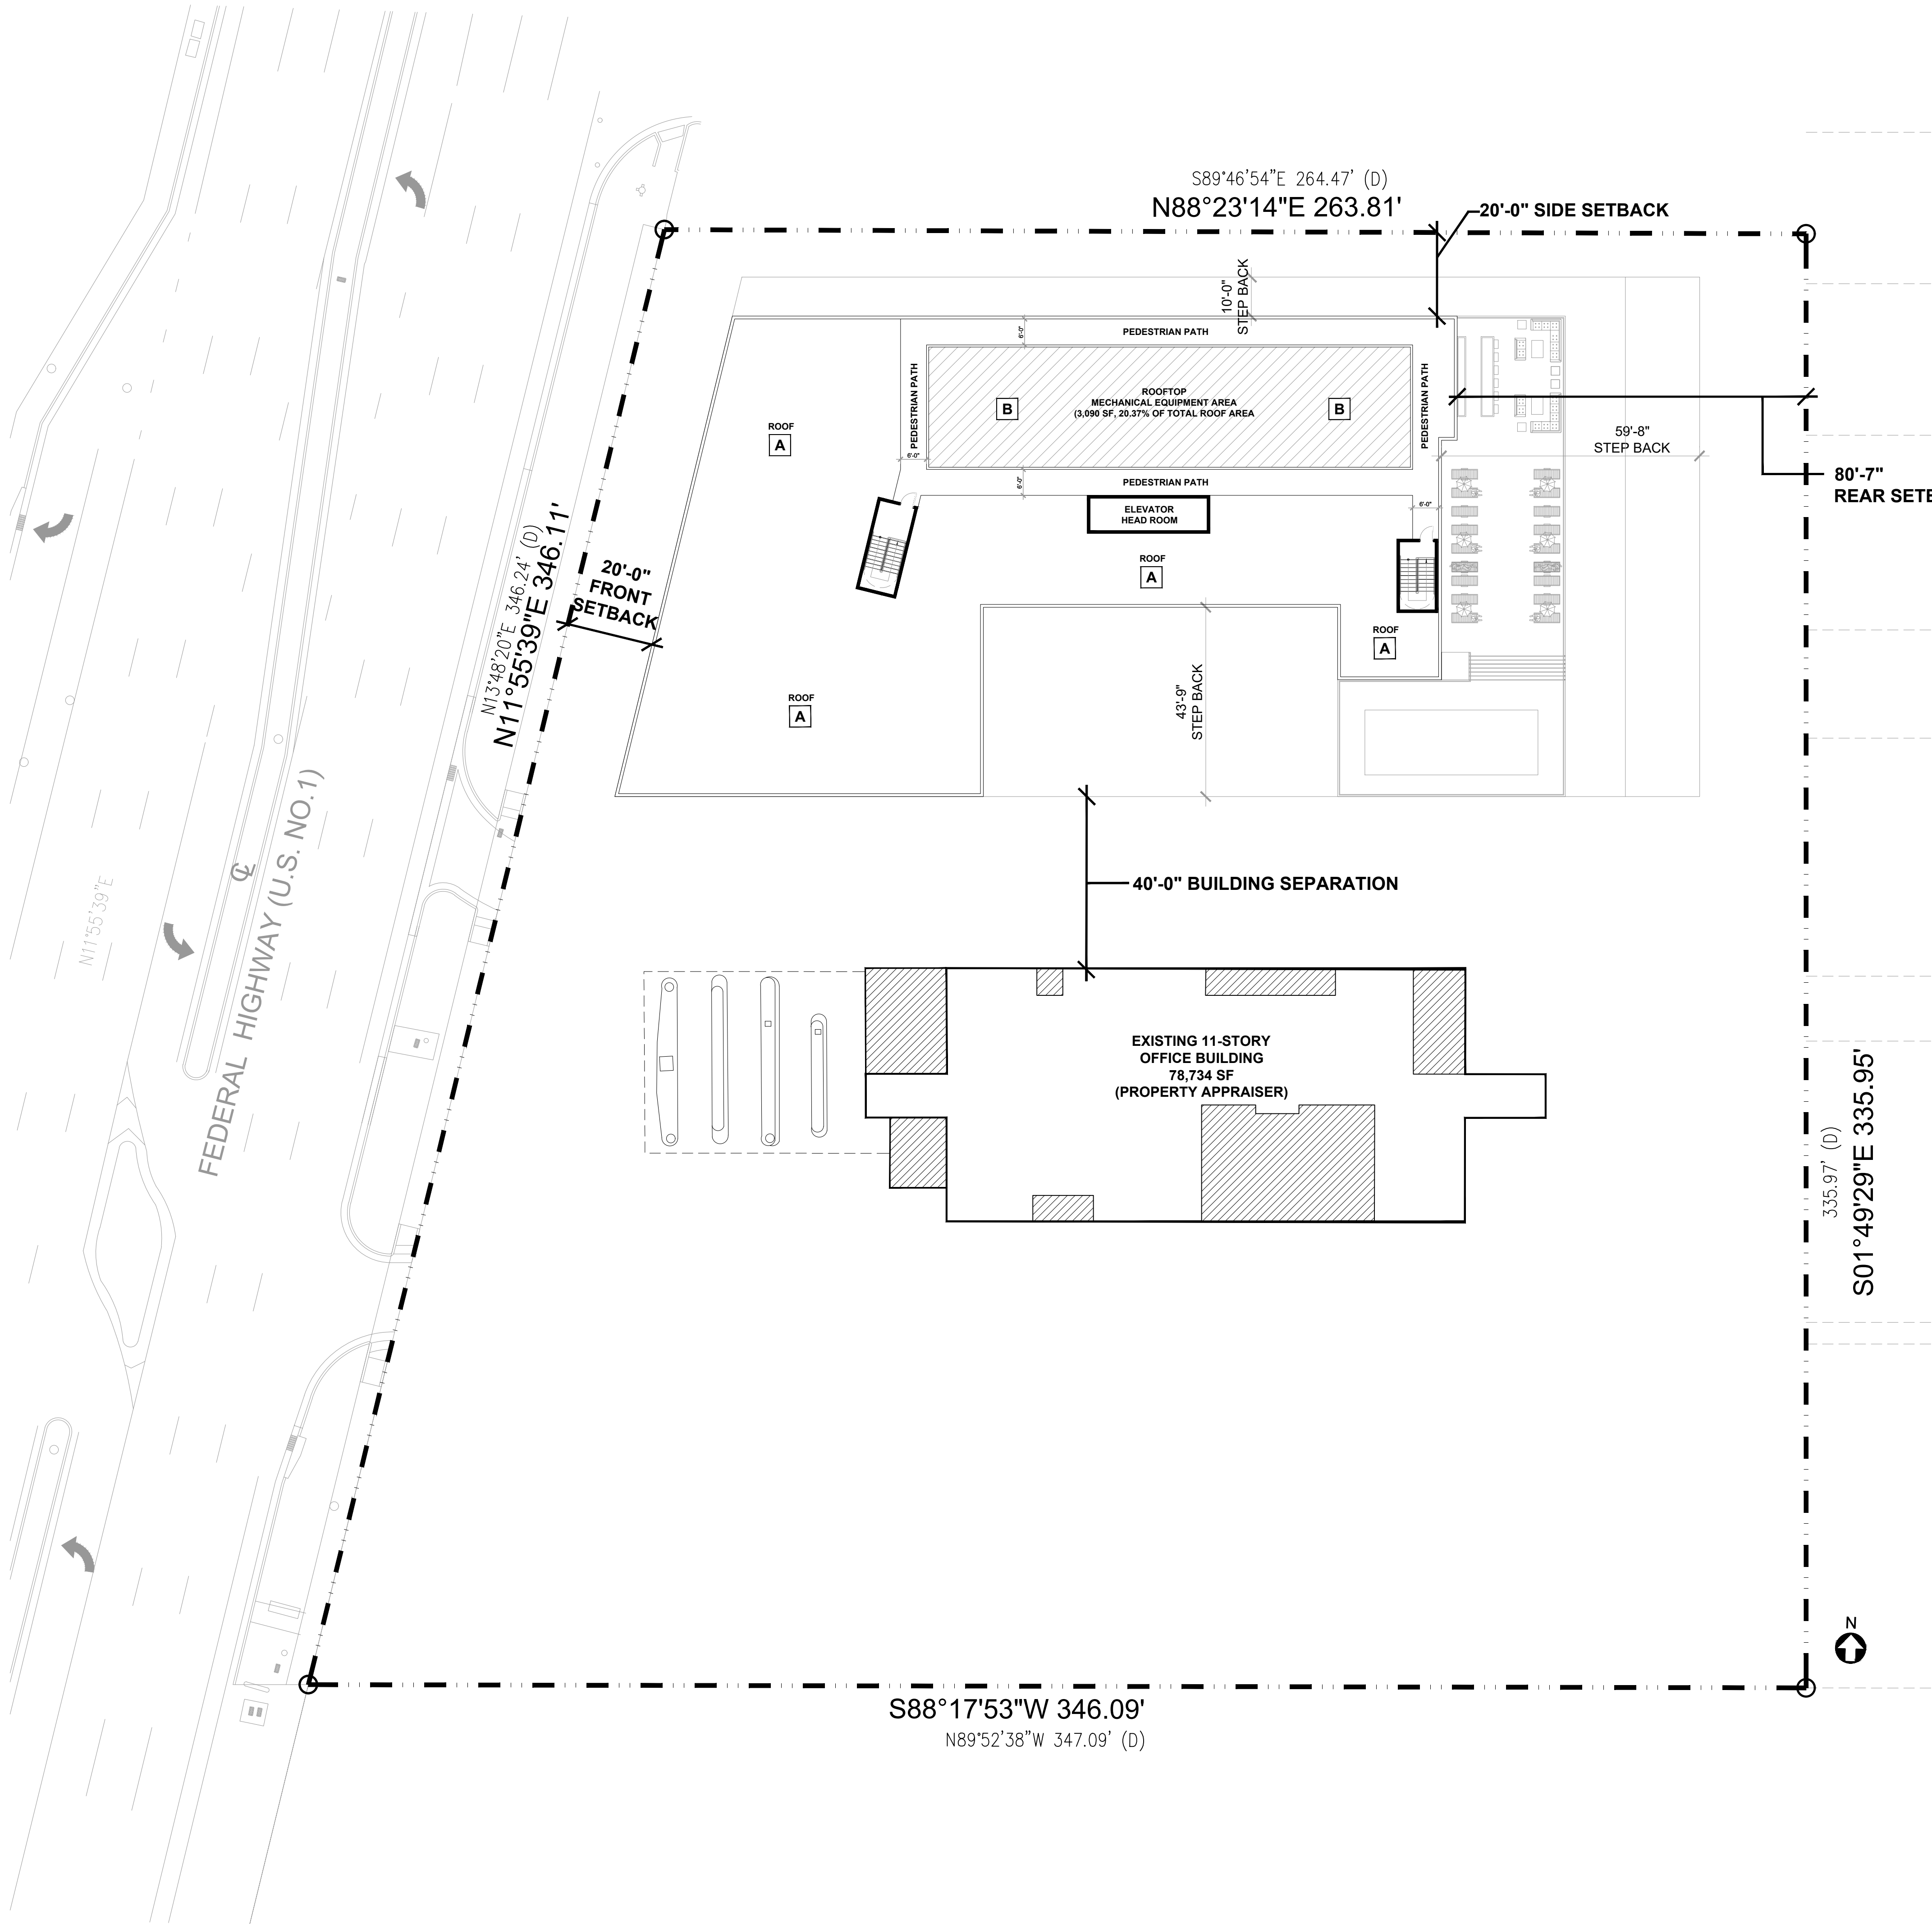 S89°46'54"E 264.47' (D)
N88°23'14"E 263.81'
20'-0" SIDE SETBACK
10'-0"
STEP BACK
PEDESTRIAN PATH
6'-0"
PEDESTRIAN PATH
ROOFTOP
MECHANICAL EQUIPMENT AREA
(3,090 SF, 20.37% OF TOTAL ROOF AREA
B
B
PEDESTRIAN PATH
ROOF
A
6'-0"
6'-0"
PEDESTRIAN PATH
59'-8"
STEP BACK
80'-7"
REAR SETB
ELEVATOR
HEAD ROOM
6'-0"
ROOF
A
N13°48'20"E 346.24' (D)
N11°55'39"E 346.11'
20'-0"
FRONT
SETBACK
ROOF
A
ROOF
A
43'-9"
STEP BACK
40'-0" BUILDING SEPARATION
FEDERAL HIGHWAY (U.S. NO.1)
℄
N11°55'39"E
EXISTING 11-STORY
OFFICE BUILDING
78,734 SF
(PROPERTY APPRAISER)
335.97' (D)
S01°49'29"E 335.95'
N
S88°17'53"W 346.09'
N89°52'38"W 347.09' (D)